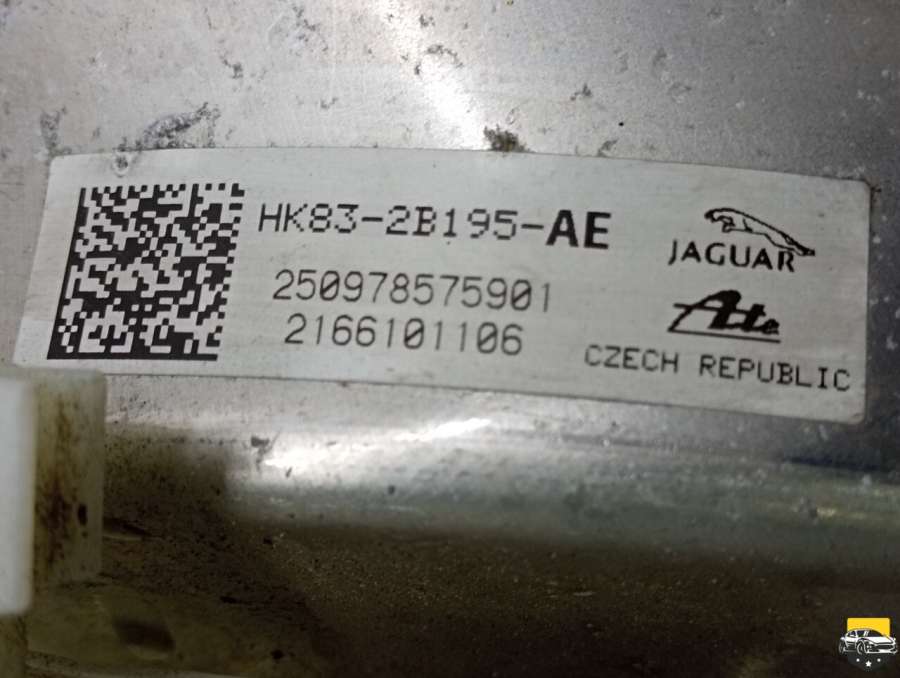 HK83-2B195-AE
250978575901
2166101106
JAGUAR
Ate
CZECH REPUBLIC